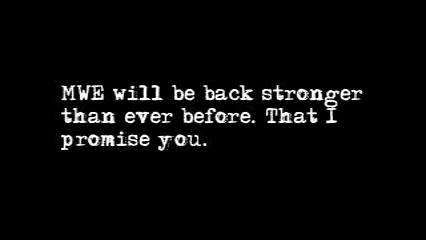 MWE will be back stronger
than ever before. That I
promise you.